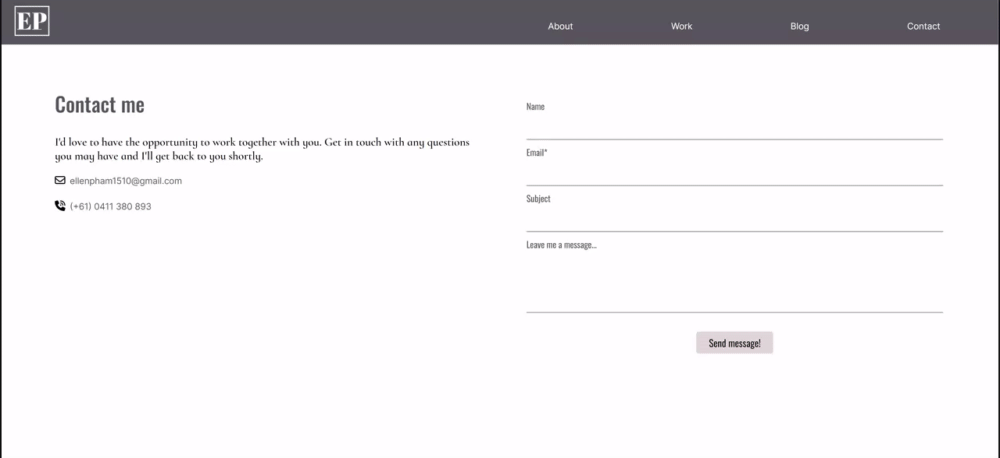 EP
About
Work
Blog
Contact
Contact me
I'd love to have the opportunity to work together with you. Get in touch with any questions
you may have and I'll get back to you shortly.
ellenpham1510@gmail.com
(+61) 0411 380 893
Name
Email*
Subject
Leave me a message...
Send message!